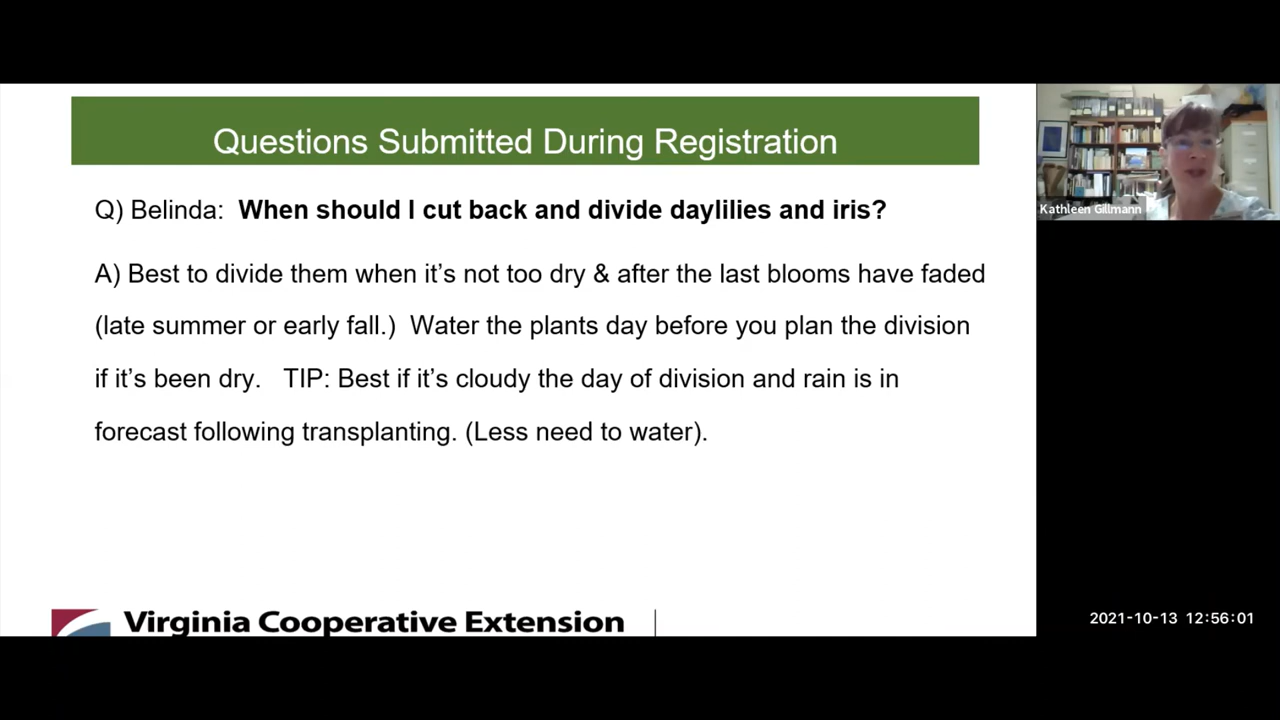 Questions Submitted During Registration
Q) Belinda: When should I cut back and divide daylilies and iris?
A) Best to divide them when it's not too dry & after the last blooms have faded
(late summer or early fall.) Water the plants day before you plan the division
if it's been dry. TIP: Best if it's cloudy the day of division and rain is in
forecast following transplanting. (Less need to water).
Virginia Cooperative Extension
Kathleen Gillmann
2021-10-13 12:56:01